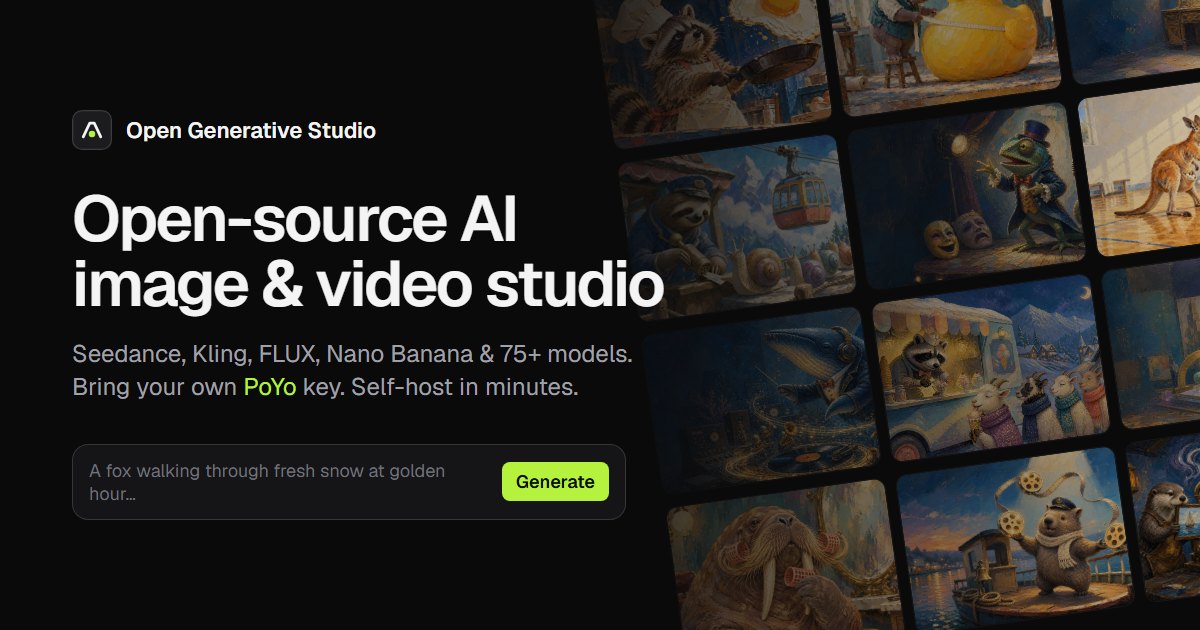 Open Generative Studio
Open-source AI
image & video studio
Seedance, Kling, FLUX, Nano Banana & 75+ models.
Bring your own PoYo key. Self-host in minutes.
A fox walking through fresh snow at golden
hour...
Generate